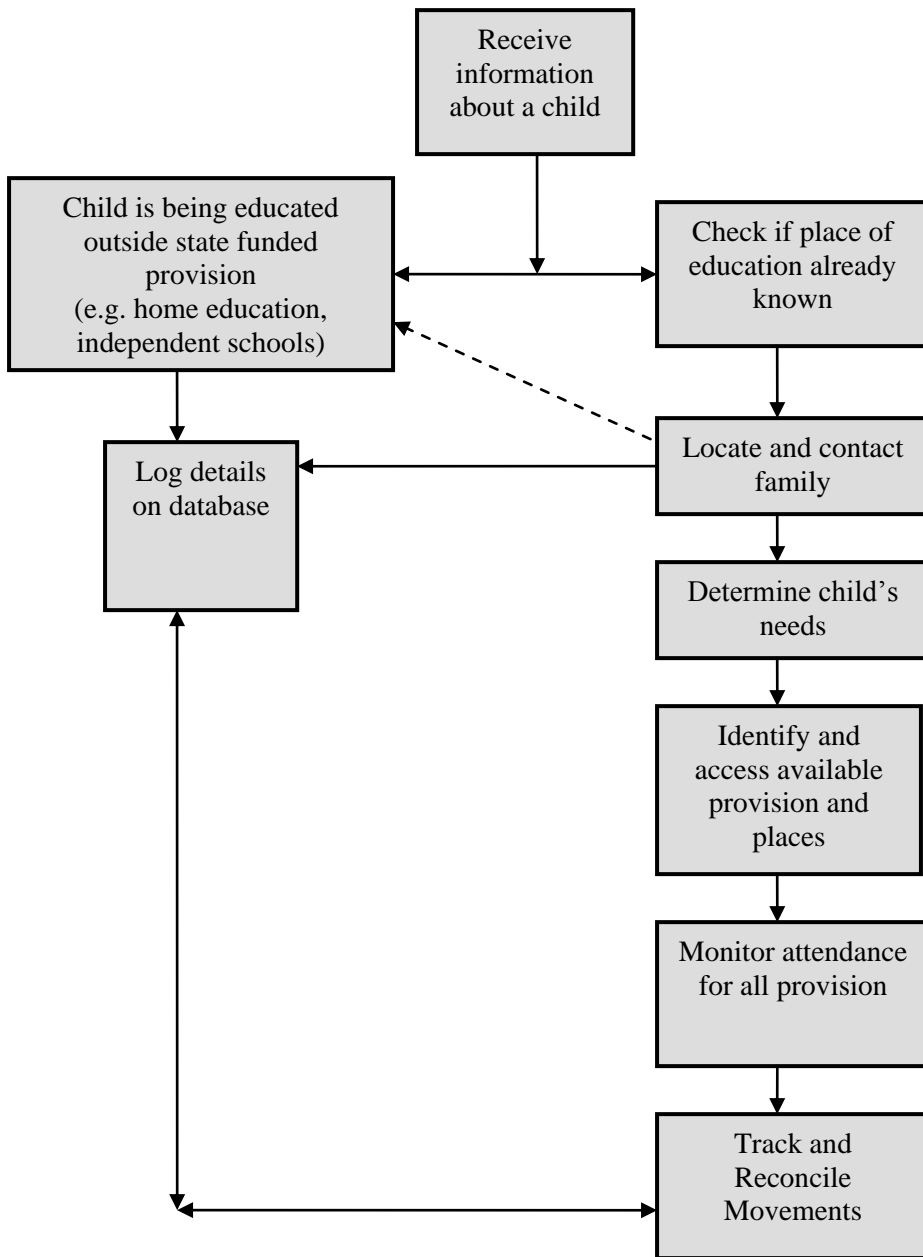 Receive
information
about a child
Child is being educated
outside state funded
provision
(e.g. home education,
independent schools)
Check if place of
education already
known
Log details
on database
Locate and contact
family
Determine child’s
needs
Identify and
access available
provision and
places
Monitor attendance
for all provision
Track and
Reconcile
Movements